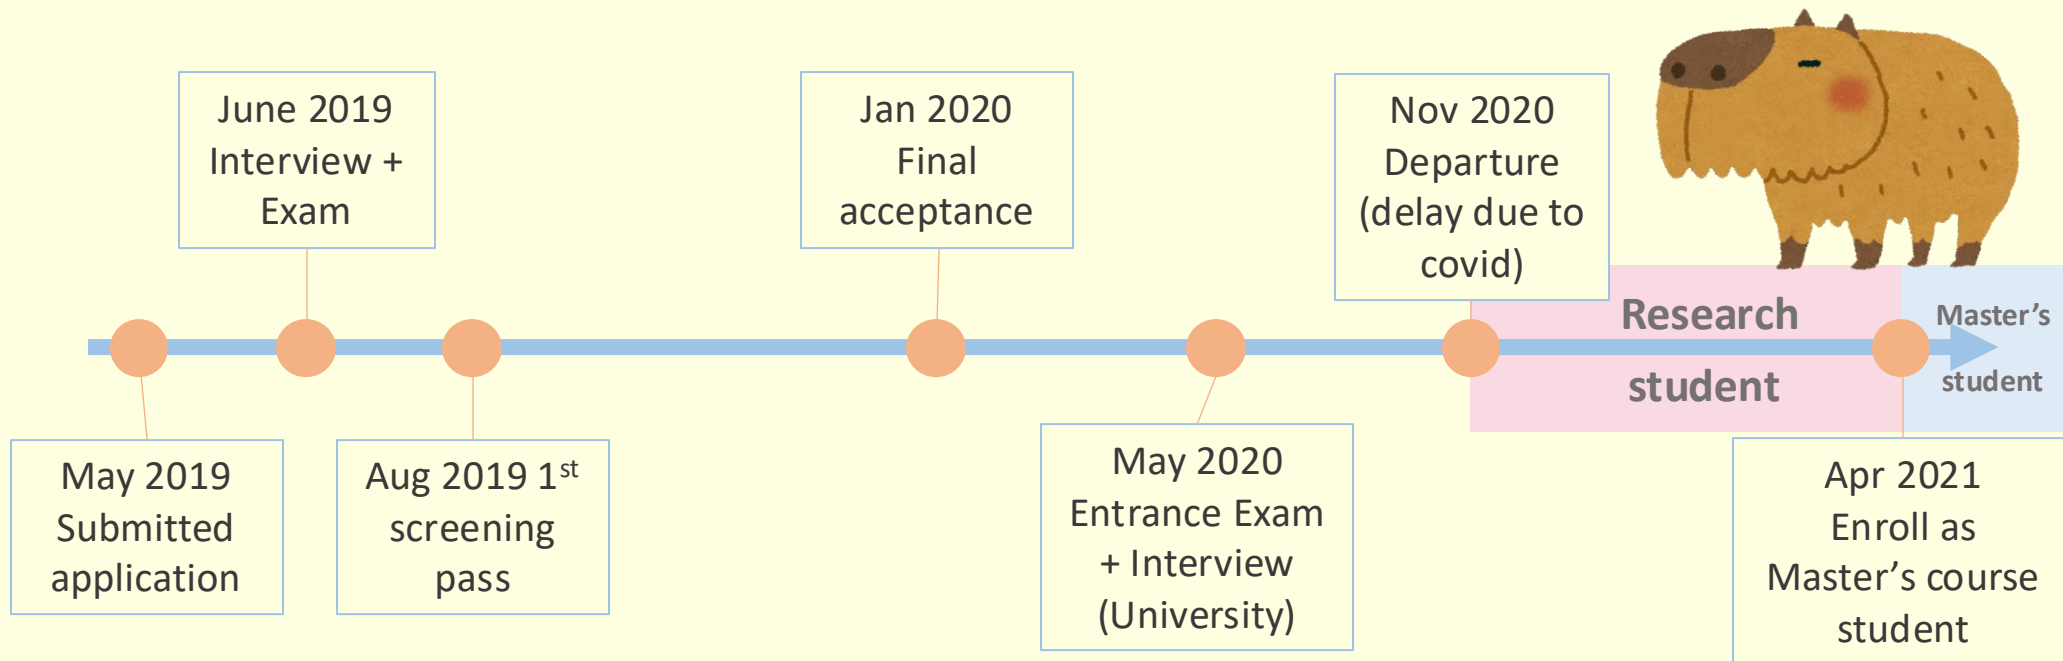 June 2019
Interview +
Exam
Jan 2020
Final
acceptance
Nov 2020
Departure
(delay due to
covid)
Research
student
Master’s
student
May 2019
Submitted
application
Aug 2019 1st
screening
pass
May 2020
Entrance Exam
+ Interview
(University)
Apr 2021
Enroll as
Master’s course
student